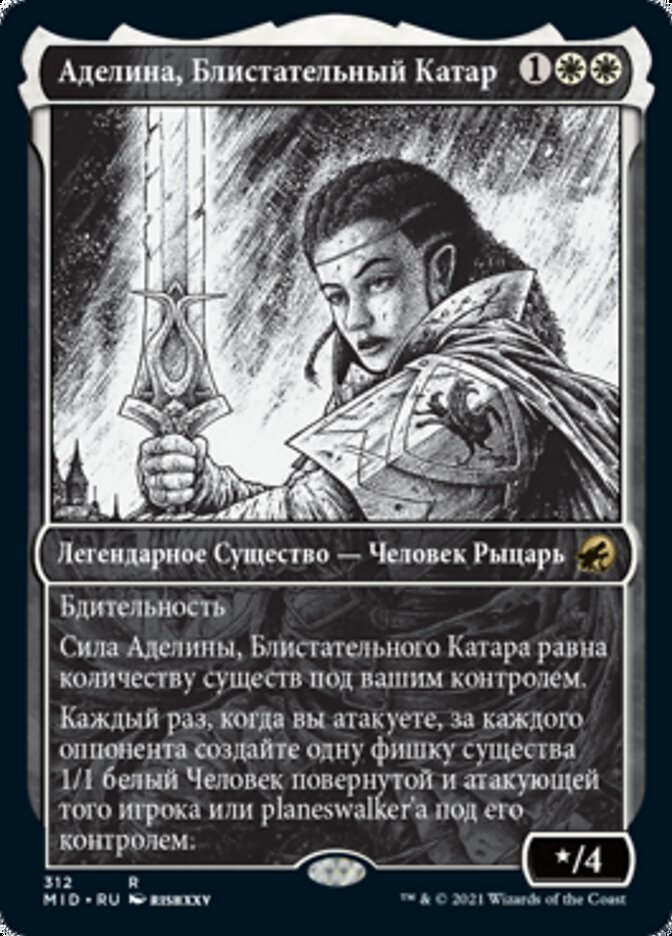 Аделина, Блистательный Катар 1
Легендарное Существо — Человек Рыцарь
Бдительность
Сила Аделины, Блистательного Катара равна
количеству существ под вашим контролем.
Каждый раз, когда вы атакуете, за каждого
оппонента создайте одну фишку существа
1/1 белый Человек повернутой и атакующей
того игрока или planeswalker'а под его
контролем:
★/4
312 R
MID • RU RISHXXV
™ & © 2021 Wizards of the Coast